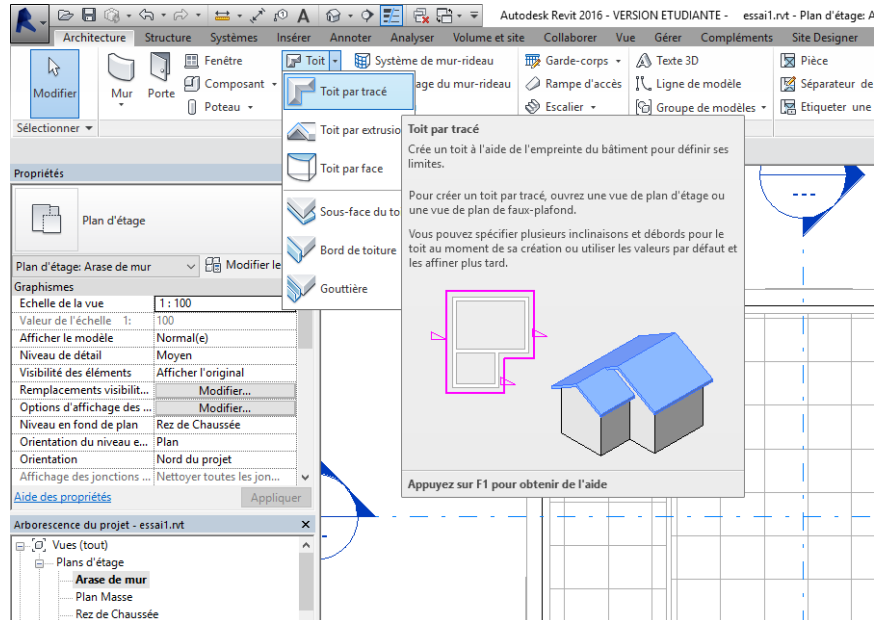 Autodesk Revit 2016 - VERSION ETUDIANTE - essai1.rvt - Plan d'étage: A
Architecture Structure Systèmes Insérer Annoter Analyser Volume et site Collaborer Vue Gérer Compléments Site Designer
Modifier
Mur
Porte
Fenêtre
Composant
Poteau
Toit
Système de mur-rideau
age du mur-rideau
Garde-corps
Rampe d'accès
Escalier
Texte 3D
Ligne de modèle
Groupe de modèles
Pièce
Séparateur de
Etiqueter une
Sélectionner
Toit par tracé
Toit par extrusio
Toit par face
Sous-face du toi
Bord de toiture
Gouttière
Toit par tracé
Crée un toit à l'aide de l'empreinte du bâtiment pour définir ses
limites.
Pour créer un toit par tracé, ouvrez une vue de plan d'étage ou
une vue de plan de faux-plafond.
Vous pouvez spécifier plusieurs inclinaisons et débords pour le
toit au moment de sa création ou utiliser les valeurs par défaut et
les affiner plus tard.
Appuyez sur F1 pour obtenir de l'aide
Propriétés
Plan d'étage
Plan d'étage: Arase de mur
Modifier le
Graphismes
Echelle de la vue 1 : 100
Valeur de l'échelle 1: 100
Afficher le modèle Normal(e)
Niveau de détail Moyen
Visibilité des éléments Afficher l'original
Remplacements visibilit... Modifier...
Options d'affichage des ... Modifier...
Niveau en fond de plan Rez de Chaussée
Orientation du niveau e... Plan
Orientation Nord du projet
Affichage des jonctions ... Nettoyer toutes les jon...
Aide des propriétés Appliquer
Arborescence du projet - essai1.rvt
Vues (tout)
Plans d'étage
Arase de mur
Plan Masse
Rez de Chaussée